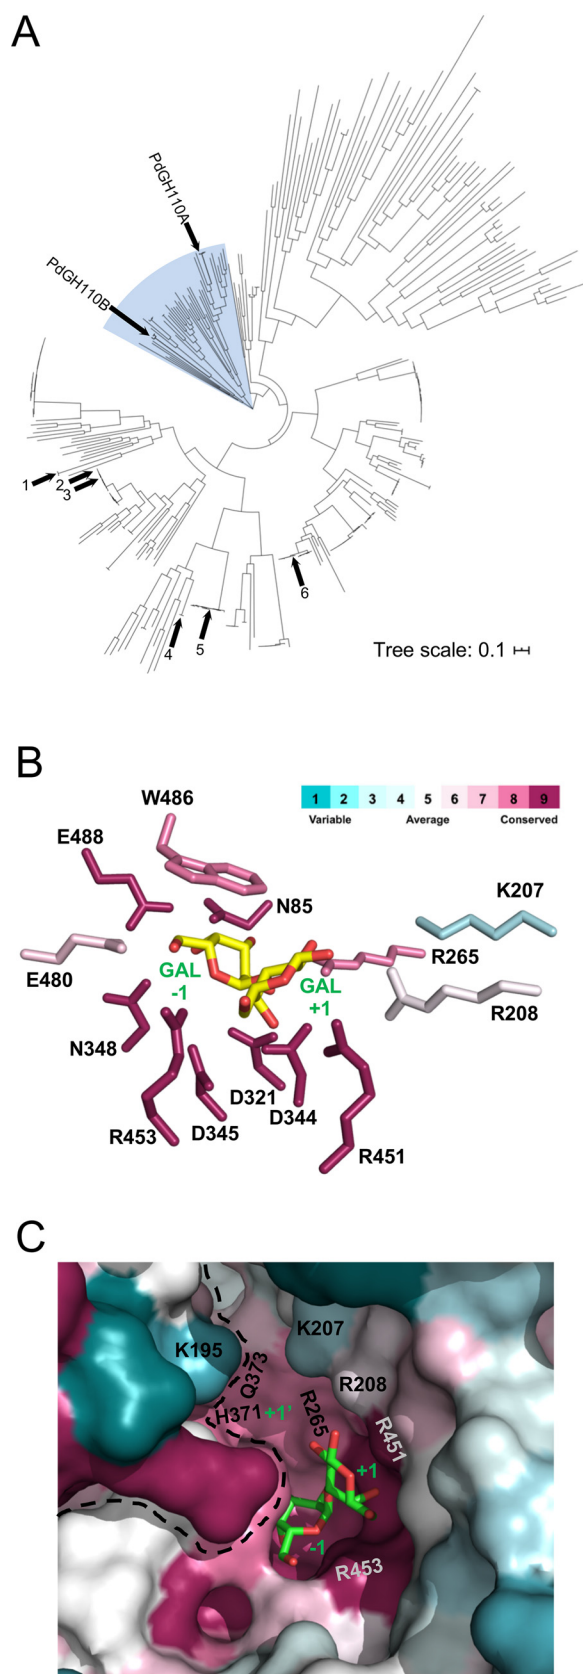 A
PdGH110A
PdGH110B
1
2
3
4
5
6
Tree scale: 0.1
B
1 2 3 4 5 6 7 8 9
Variable Average Conserved
W486
E488
N85
K207
E480
GAL
-1
GAL
+1
R265
R208
N348
R453
D345
D321
D344
R451
C
K207
K195
Q373
R208
H371
+1'
R265
R451
+1
-1
R453